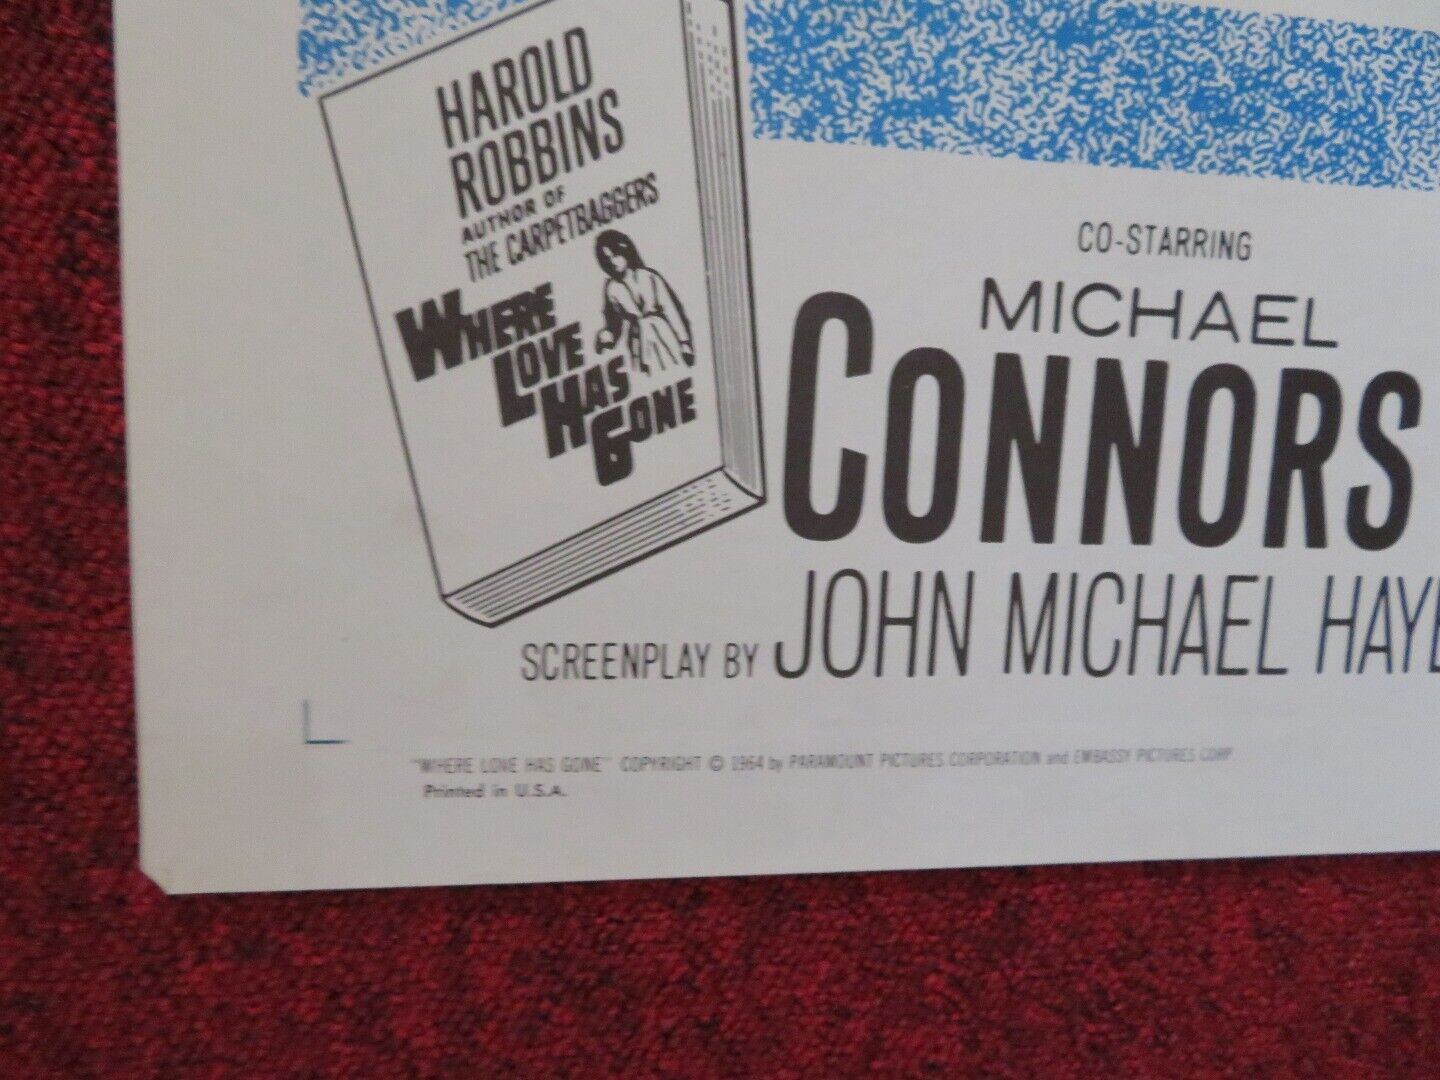 HAROLD
ROBBINS
AUTHOR OF
THE CARPETBAGGERS
WHERE
LOVE
HAS
GONE
CO-STARRING
MICHAEL
CONNORS
SCREENPLAY BY JOHN MICHAEL HAYE
"WHERE LOVE HAS GONE" COPYRIGHT © 1964 by PARAMOUNT PICTURES CORPORATION and EMBASSY PICTURES CORP.
Printed in U.S.A.